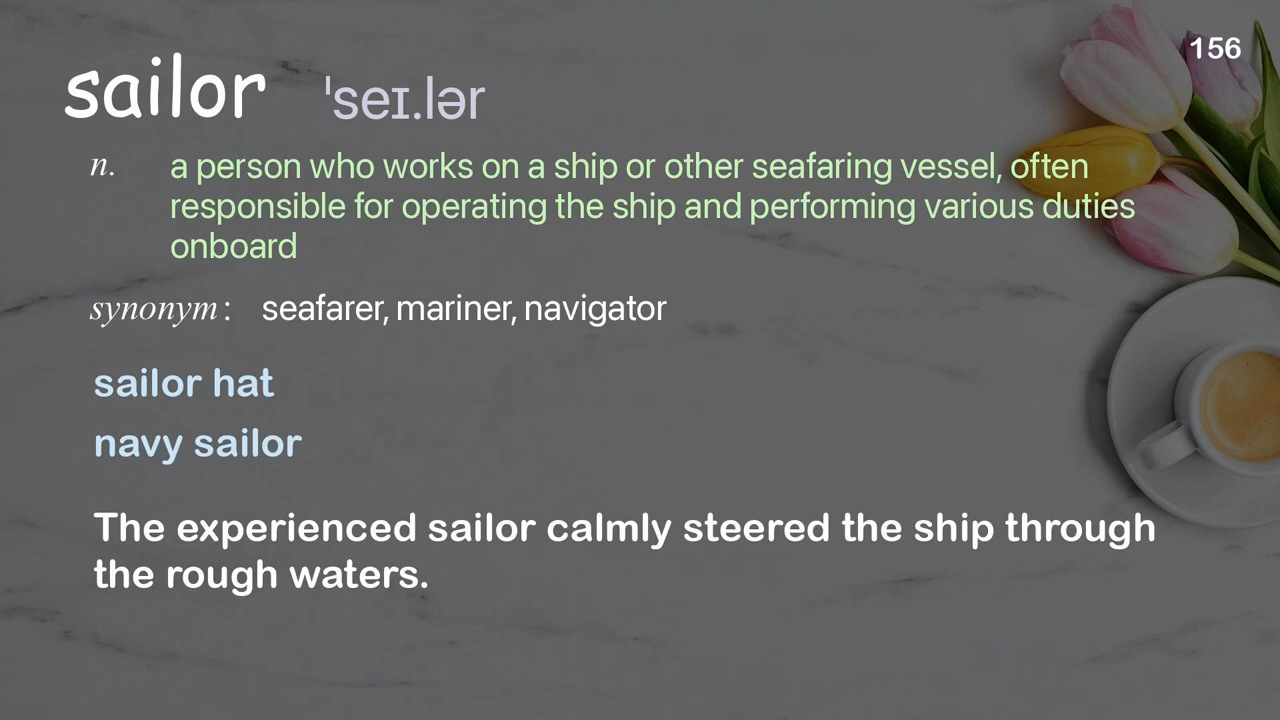 156
sailor ˈseɪ.lər
n. a person who works on a ship or other seafaring vessel, often
responsible for operating the ship and performing various duties
onboard
synonym: seafarer, mariner, navigator
sailor hat
navy sailor
The experienced sailor calmly steered the ship through
the rough waters.